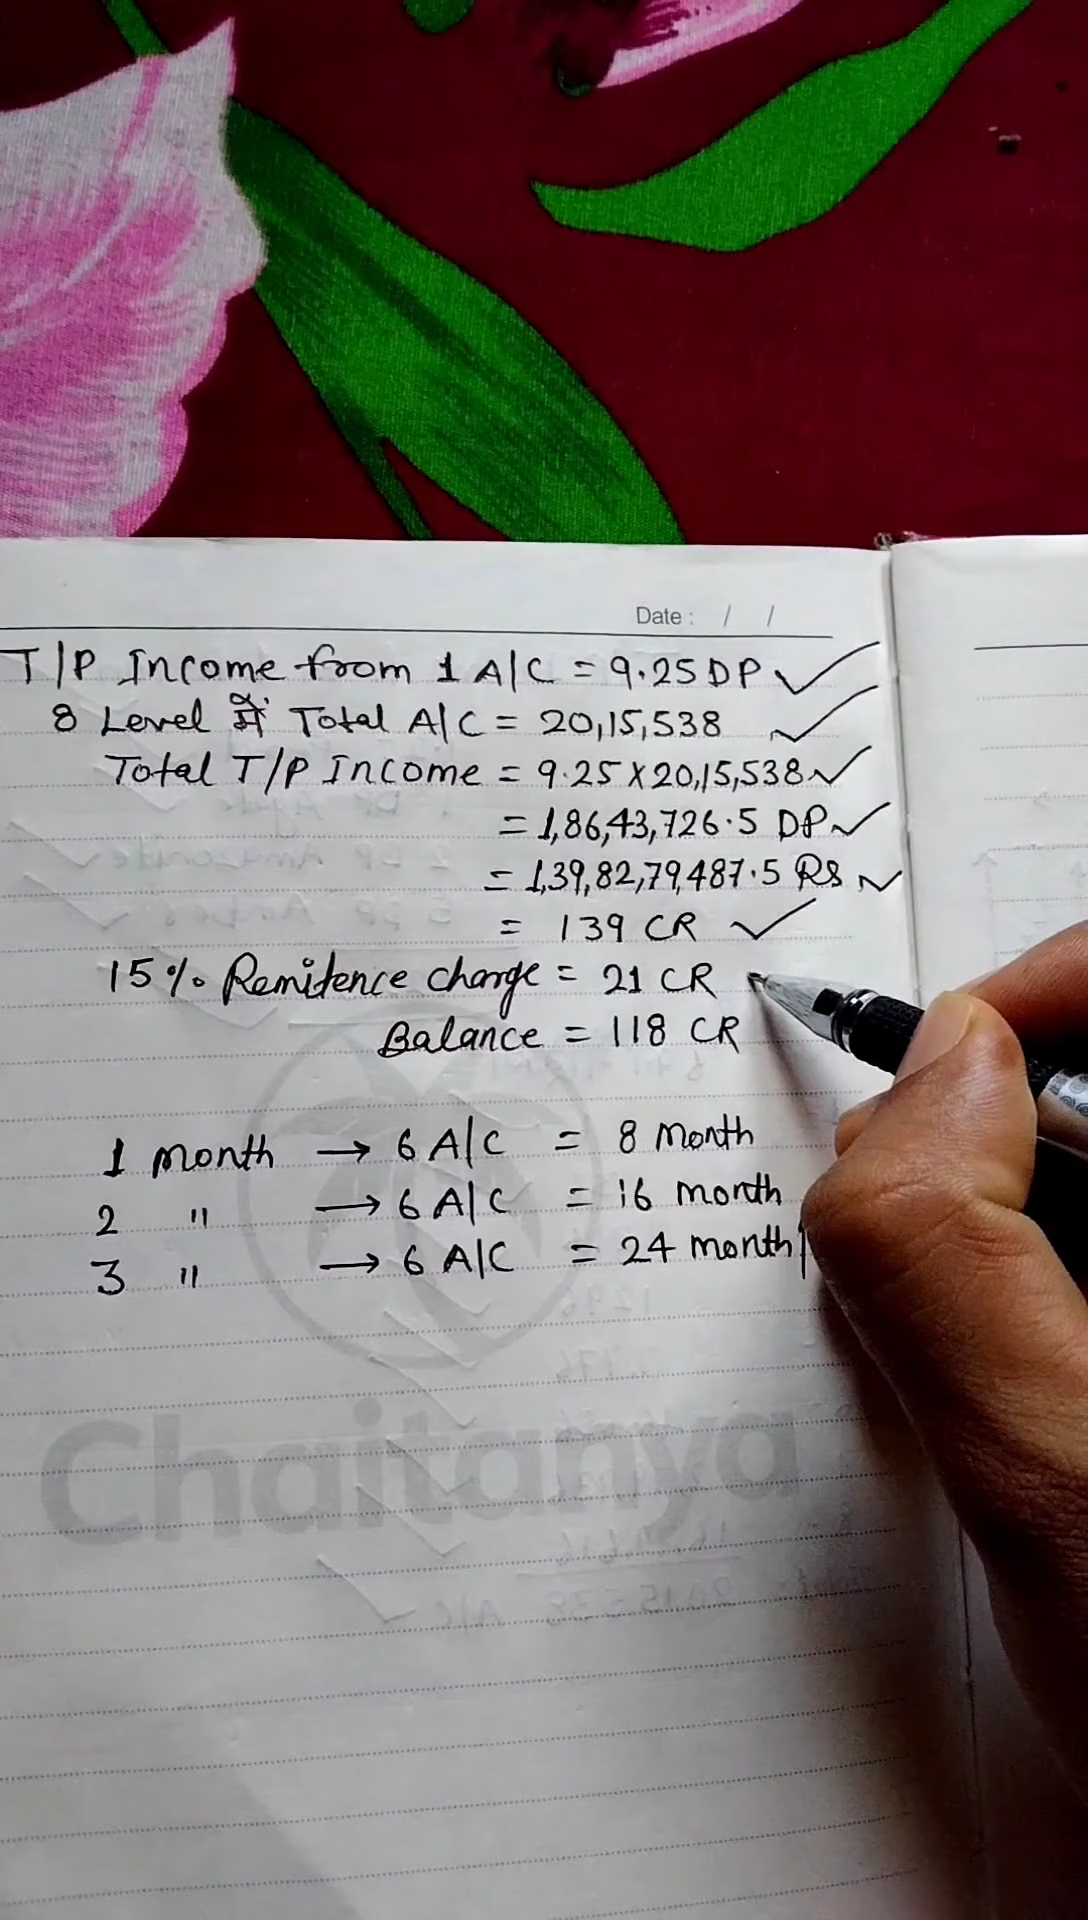 Date : / /
T/P Income from 1 A/C = 9.25 DP
8 Level में Total A/C = 20,15,538
Total T/P Income = 9.25 X 20,15,538
= 1,86,43,726.5 DP
= 1,39,82,79,487.5 RS
= 139 CR
15% Remitence charge = 21 CR
Balance = 118 CR
1 month → 6 A/C = 8 month
2 " → 6 A/C = 16 month
3 " → 6 A/C = 24 month
Chaitanya